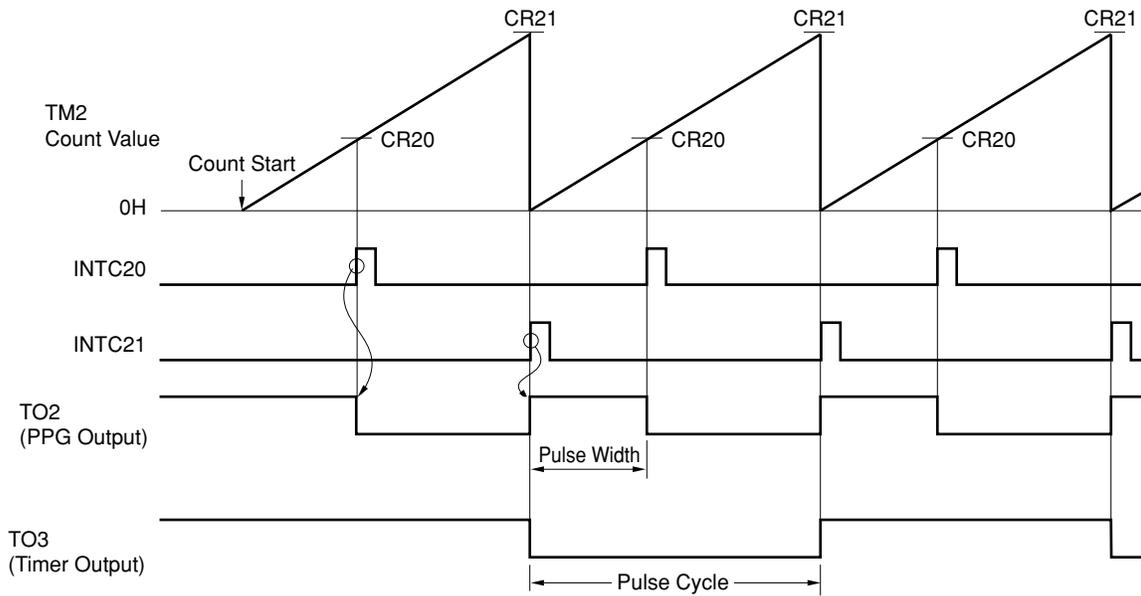 CR21 CR21 CR21
TM2
Count Value
CR20 CR20 CR20
Count Start
0H
INTC20
INTC21
TO2
(PPG Output)
Pulse Width
TO3
(Timer Output)
Pulse Cycle